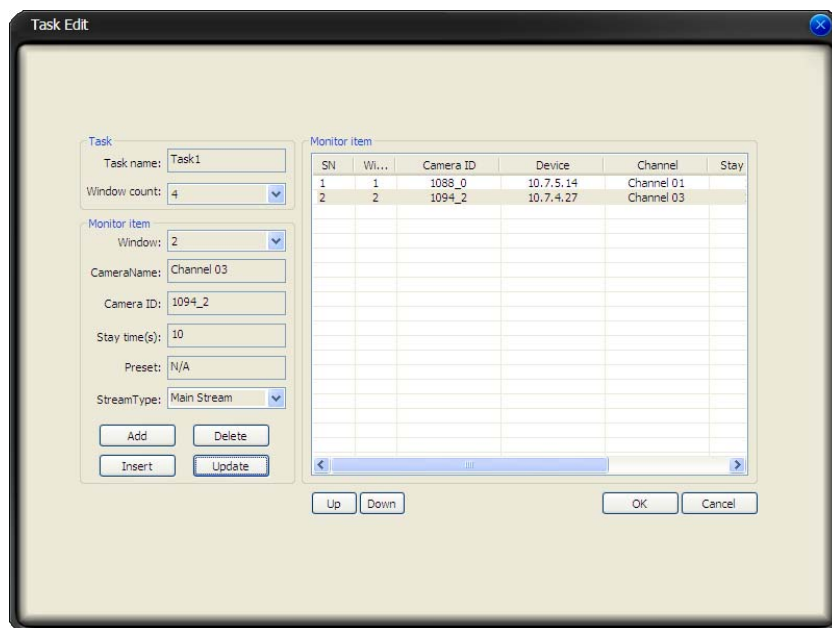 Task Edit
Task
Task name: Task1
Window count: 4
Monitor item
Window: 2
CameraName: Channel 03
Camera ID: 1094_2
Stay time(s): 10
Preset: N/A
StreamType: Main Stream
Add Delete
Insert Update
Monitor item
SN Wi... Camera ID Device Channel Stay
1 1 1088_0 10.7.5.14 Channel 01
2 2 1094_2 10.7.4.27 Channel 03
Up Down OK Cancel